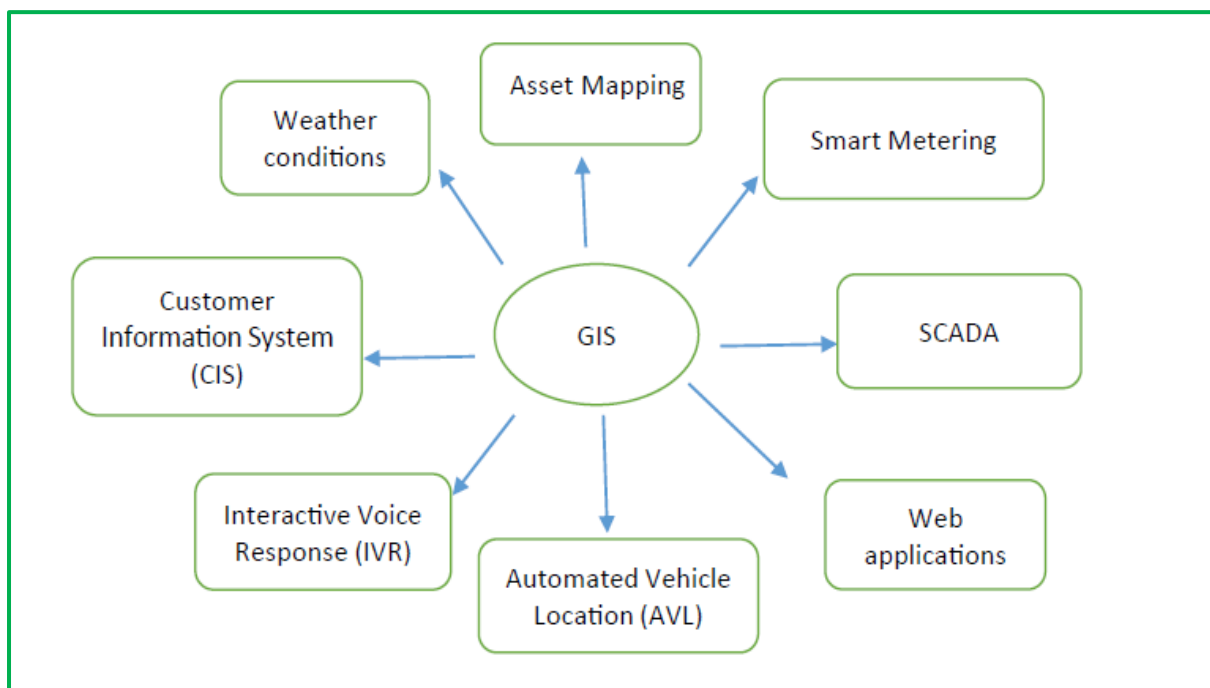 Asset Mapping
Weather
conditions
Smart Metering
Customer
Information System
(CIS)
GIS
SCADA
Interactive Voice
Response (IVR)
Web
applications
Automated Vehicle
Location (AVL)